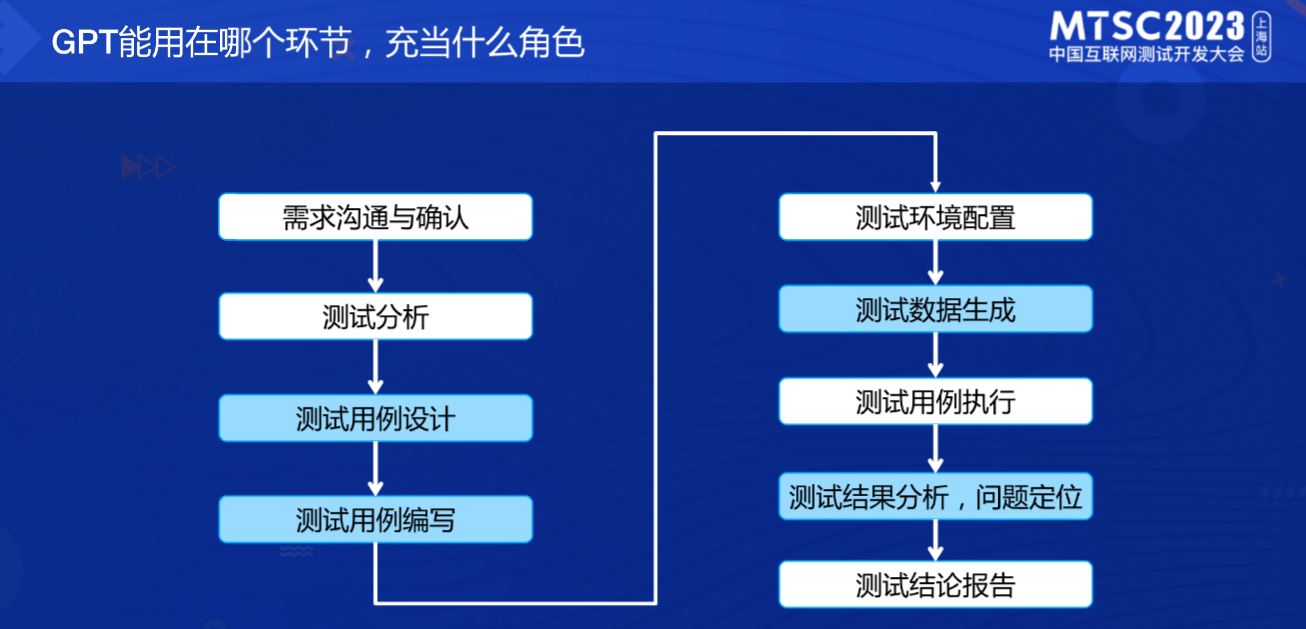 GPT能用在哪个环节，充当什么角色
MTSC2023
中国互联网测试开发大会
上海站
需求沟通与确认
测试分析
测试用例设计
测试用例编写
测试环境配置
测试数据生成
测试用例执行
测试结果分析，问题定位
测试结论报告